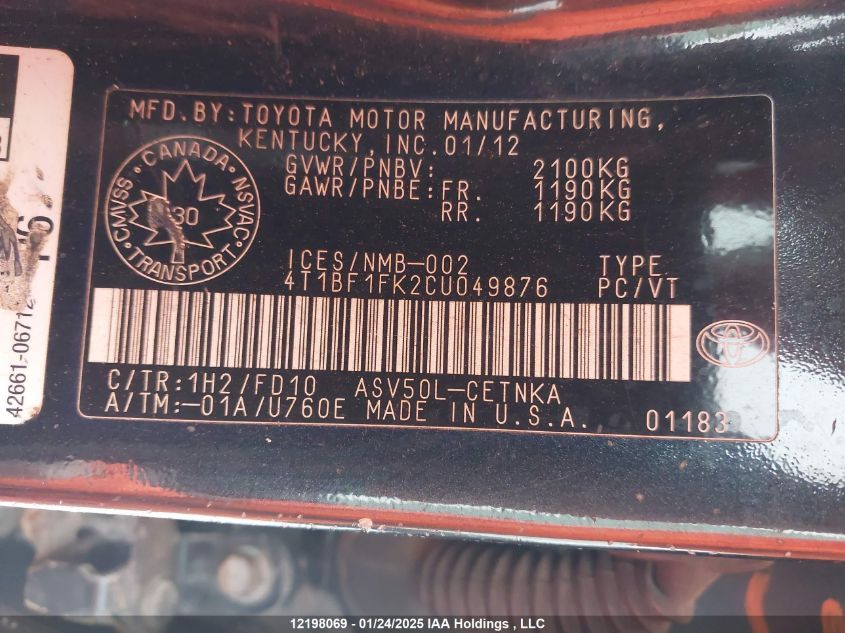 MFD. BY: TOYOTA MOTOR MANUFACTURING,
KENTUCKY, INC. 01/12
GVWR/PNBV: 2100KG
GAWR/PNBE: FR. 1190KG
RR. 1190KG
CANADA
CMVSS
NSVAC
30
TRANSPORT
ICES/NMB-002 TYPE
4T1BF1FK2CU049876 PC/VT
C/TR: 1H2/FD10 ASV50L-CETNKA
A/TM: -01A/U760E MADE IN U.S.A. 01183
12198069 - 01/24/2025 IAA Holdings , LLC